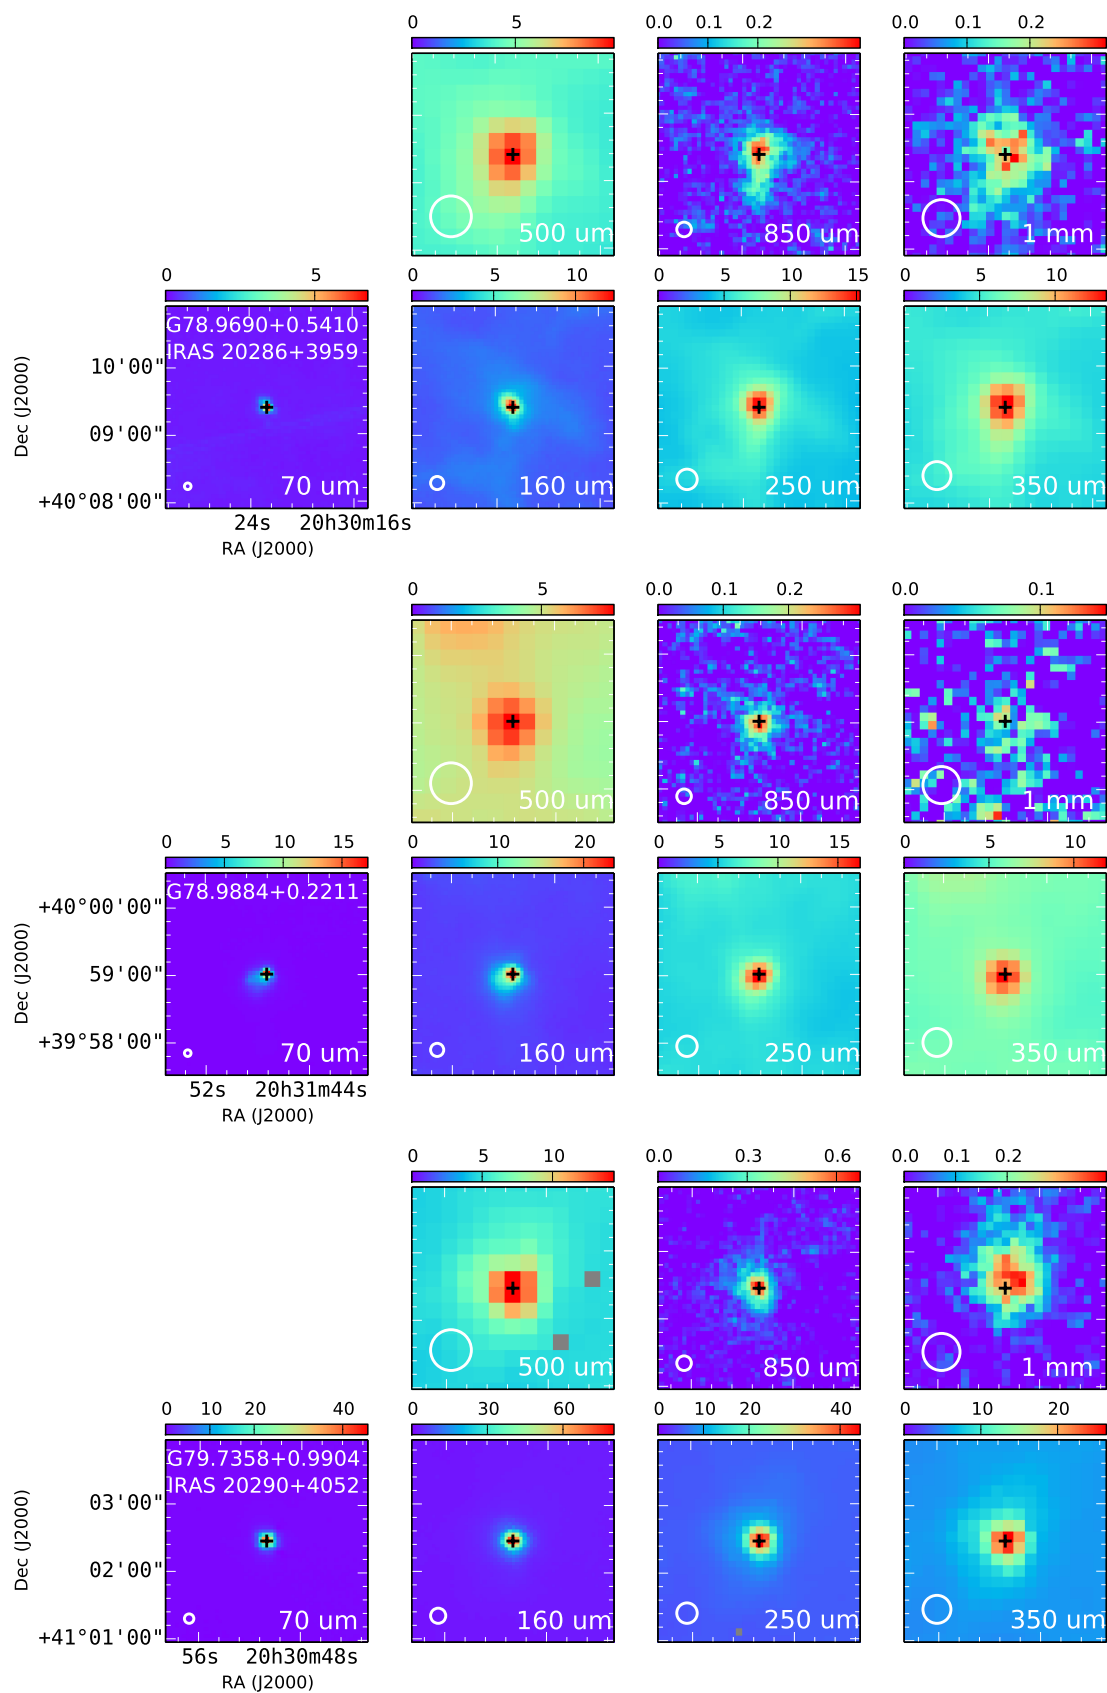 0 5
0.0 0.1 0.2
0.0 0.1 0.2
500 um
850 um
1 mm
0 5
5 10
0 5 10 15
0 5 10
G78.9690+0.5410
IRAS 20286+3959
10'00"
09'00"
+40°08'00"
Dec (J2000)
70 um
160 um
250 um
350 um
24s 20h30m16s
RA (J2000)
0 5
0.0 0.1 0.2
0.0 0.1
500 um
850 um
1 mm
0 5 10 15
0 10 20
0 5 10 15
0 5 10
G78.9884+0.2211
+40°00'00"
59'00"
+39°58'00"
Dec (J2000)
70 um
160 um
250 um
350 um
52s 20h31m44s
RA (J2000)
0 5 10
0.0 0.3 0.6
0.0 0.1 0.2
500 um
850 um
1 mm
0 10 20 40
0 30 60
0 10 20 40
0 10 20
G79.7358+0.9904
IRAS 20290+4052
03'00"
02'00"
+41°01'00"
Dec (J2000)
70 um
160 um
250 um
350 um
56s 20h30m48s
RA (J2000)